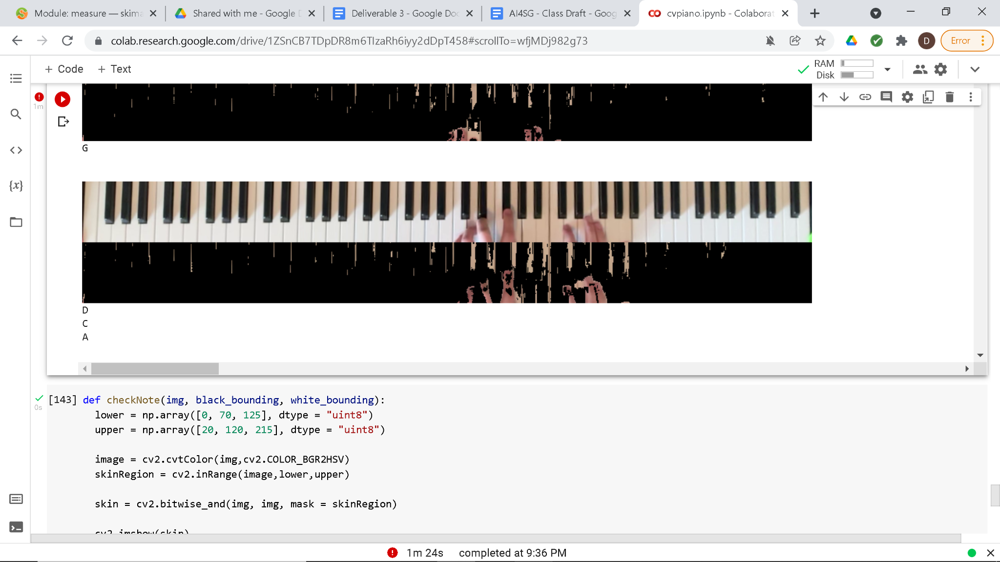 Module: measure — skima
Shared with me - Google D
Deliverable 3 - Google Doc
AI4SG - Class Draft - Goog
cvpiano.ipynb - Colaborat
colab.research.google.com/drive/1ZSnCB7TDpDR8m6TIzaRh6iyy2dDpT458#scrollTo=wfjMDj982g73
D
Error
+ Code + Text
RAM
Disk
1m
{x}
G
D
C
A
0s
[143] def checkNote(img, black_bounding, white_bounding):
lower = np.array([0, 70, 125], dtype = "uint8")
upper = np.array([20, 120, 215], dtype = "uint8")
image = cv2.cvtColor(img,cv2.COLOR_BGR2HSV)
skinRegion = cv2.inRange(image,lower,upper)
skin = cv2.bitwise_and(img, img, mask = skinRegion)
cv2.imshow(skin)
1m 24s completed at 9:36 PM